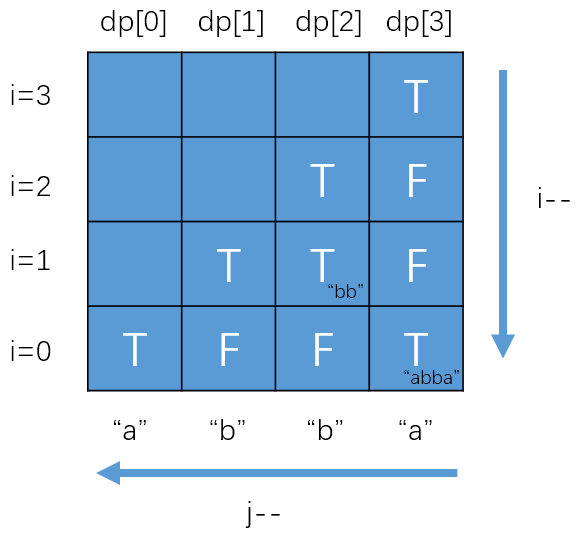 dp[0] dp[1] dp[2] dp[3]
i=3 T
i=2 T F
i--
i=1 T T F
“bb”
i=0 T F F T
“abba”
“a” “b” “b” “a”
j--